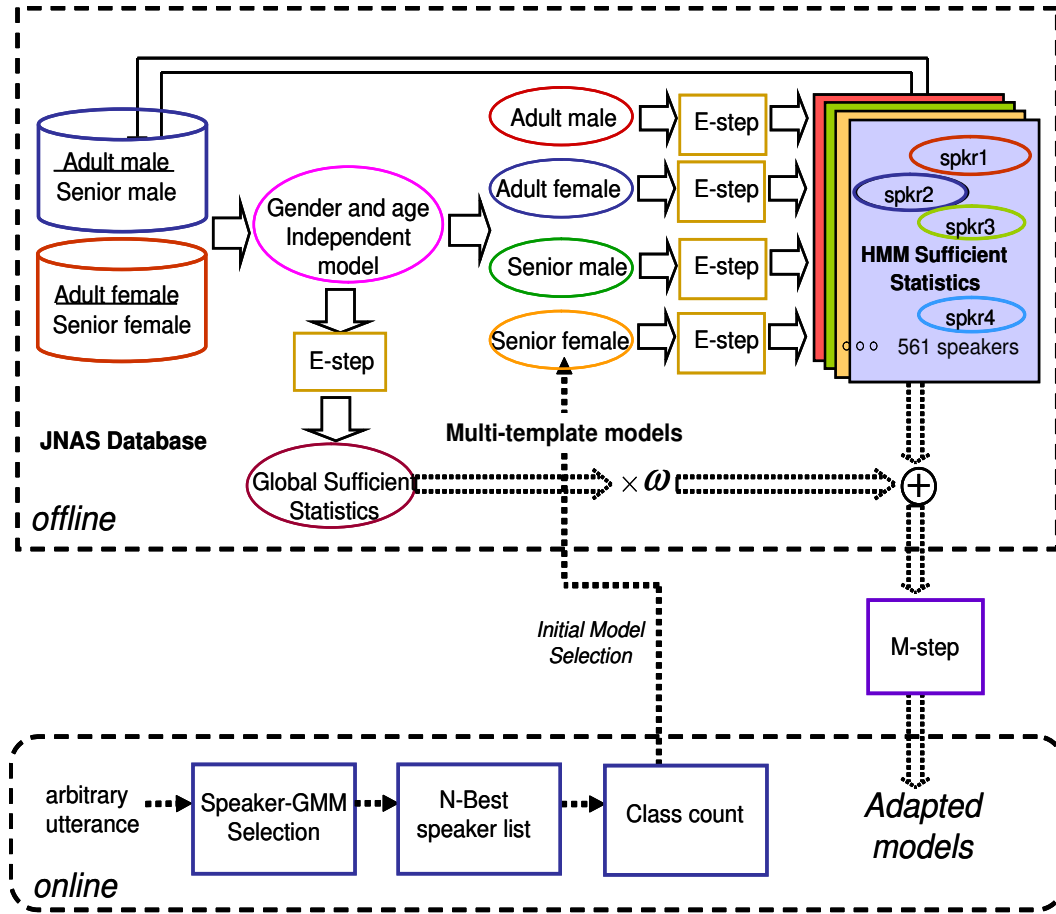 Adult male
Senior male
Adult female
Senior female
JNAS Database
offline
Gender and age
Independent
model
E-step
Global Sufficient
Statistics
Adult male
Adult female
Senior male
Senior female
E-step
E-step
E-step
E-step
Multi-template models
× ω
spkr1
spkr2
spkr3
HMM Sufficient
Statistics
spkr4
°°° 561 speakers
+
M-step
Initial Model
Selection
arbitrary
utterance
Speaker-GMM
Selection
N-Best
speaker list
Class count
Adapted
models
online